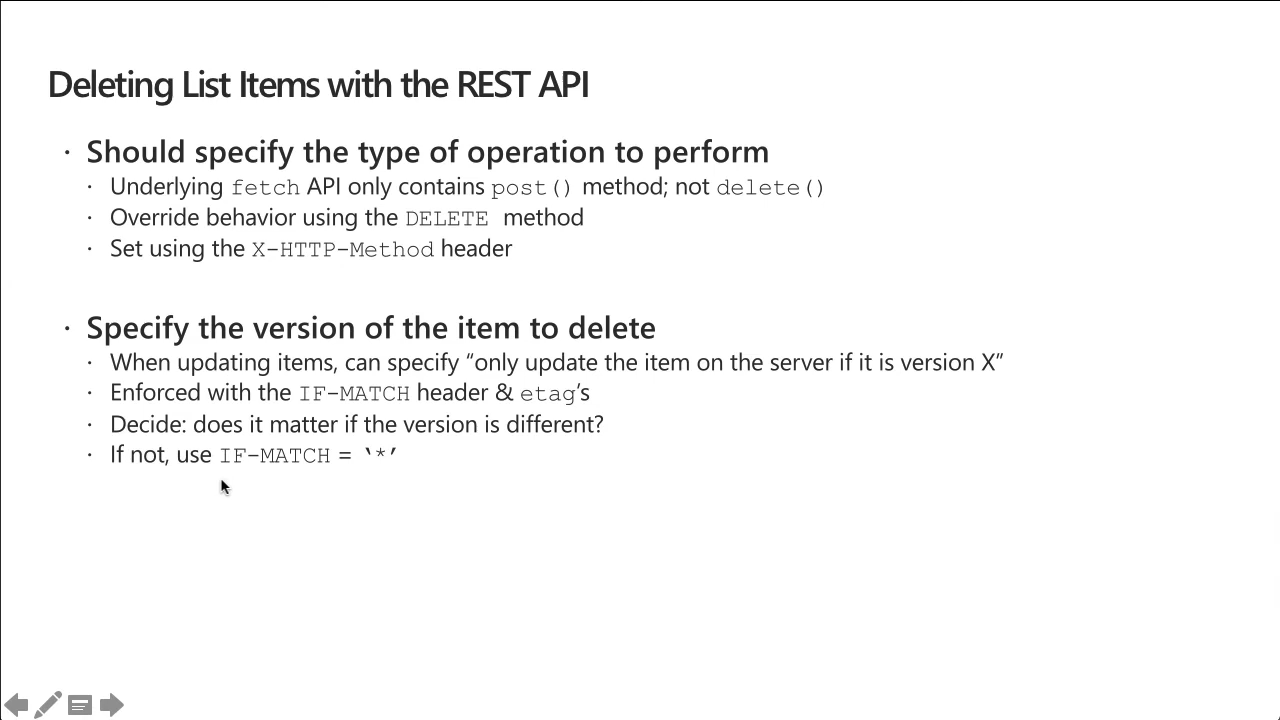 Deleting List Items with the REST API
· Should specify the type of operation to perform
· Underlying fetch API only contains post() method; not delete()
· Override behavior using the DELETE method
· Set using the X-HTTP-Method header
· Specify the version of the item to delete
· When updating items, can specify “only update the item on the server if it is version X”
· Enforced with the IF-MATCH header & etag’s
· Decide: does it matter if the version is different?
· If not, use IF-MATCH = ‘*’